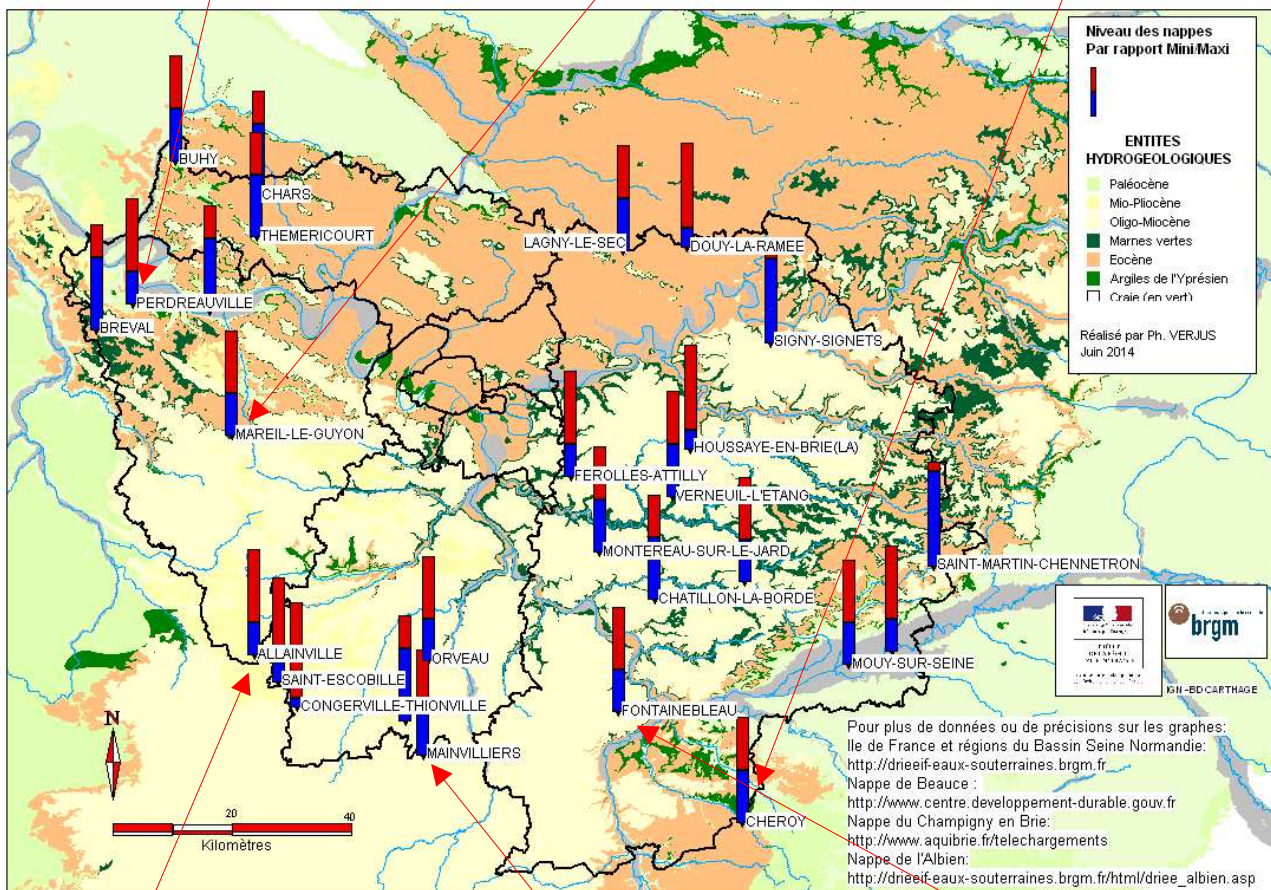 Niveau des nappes
Par rapport Mini/Maxi
ENTITES
HYDROGEOLOGIQUES
Paléocène
Mio-Pliocène
Oligo-Miocène
Marnes vertes
Eocène
Argiles de l'Yprésien
Craie (en vert)
Réalisé par Ph. VERJUS
Juin 2014
BUHY
CHARS
THEMERICOURT
LAGNY-LE-SEC
DOUY-LA-RAMEE
PERDREAUVILLE
BREVAL
SIGNY-SIGNETS
MAREIL-LE-GUYON
HOUSSAYE-EN-BRIE(LA)
FEROLLES-ATTILLY
VERNEUIL-L'ETANG
MONTEREAU-SUR-LE-JARD
SAINT-MARTIN-CHENNETRON
CHATILLON-LA-BORDE
ALLAINVILLE
ORVEAU
MOUY-SUR-SEINE
SAINT-ESCOBILLE
CONGERVILLE-THIONVILLE
FONTAINEBLEAU
MAINVILLIERS
CHEROY
brgm
IGN -BD CARTHAGE
N
20
40
Kilomètres
Pour plus de données ou de précisions sur les graphes:
Ile de France et régions du Bassin Seine Normandie:
http://drieeif-eaux-souterraines.brgm.fr
Nappe de Beauce :
http://www.centre.developpement-durable.gouv.fr
Nappe du Champigny en Brie:
http://www.aquibrie.fr/telechargements
Nappe de l'Albien:
http://drieeif-eaux-souterraines.brgm.fr/html/driee_albien.asp